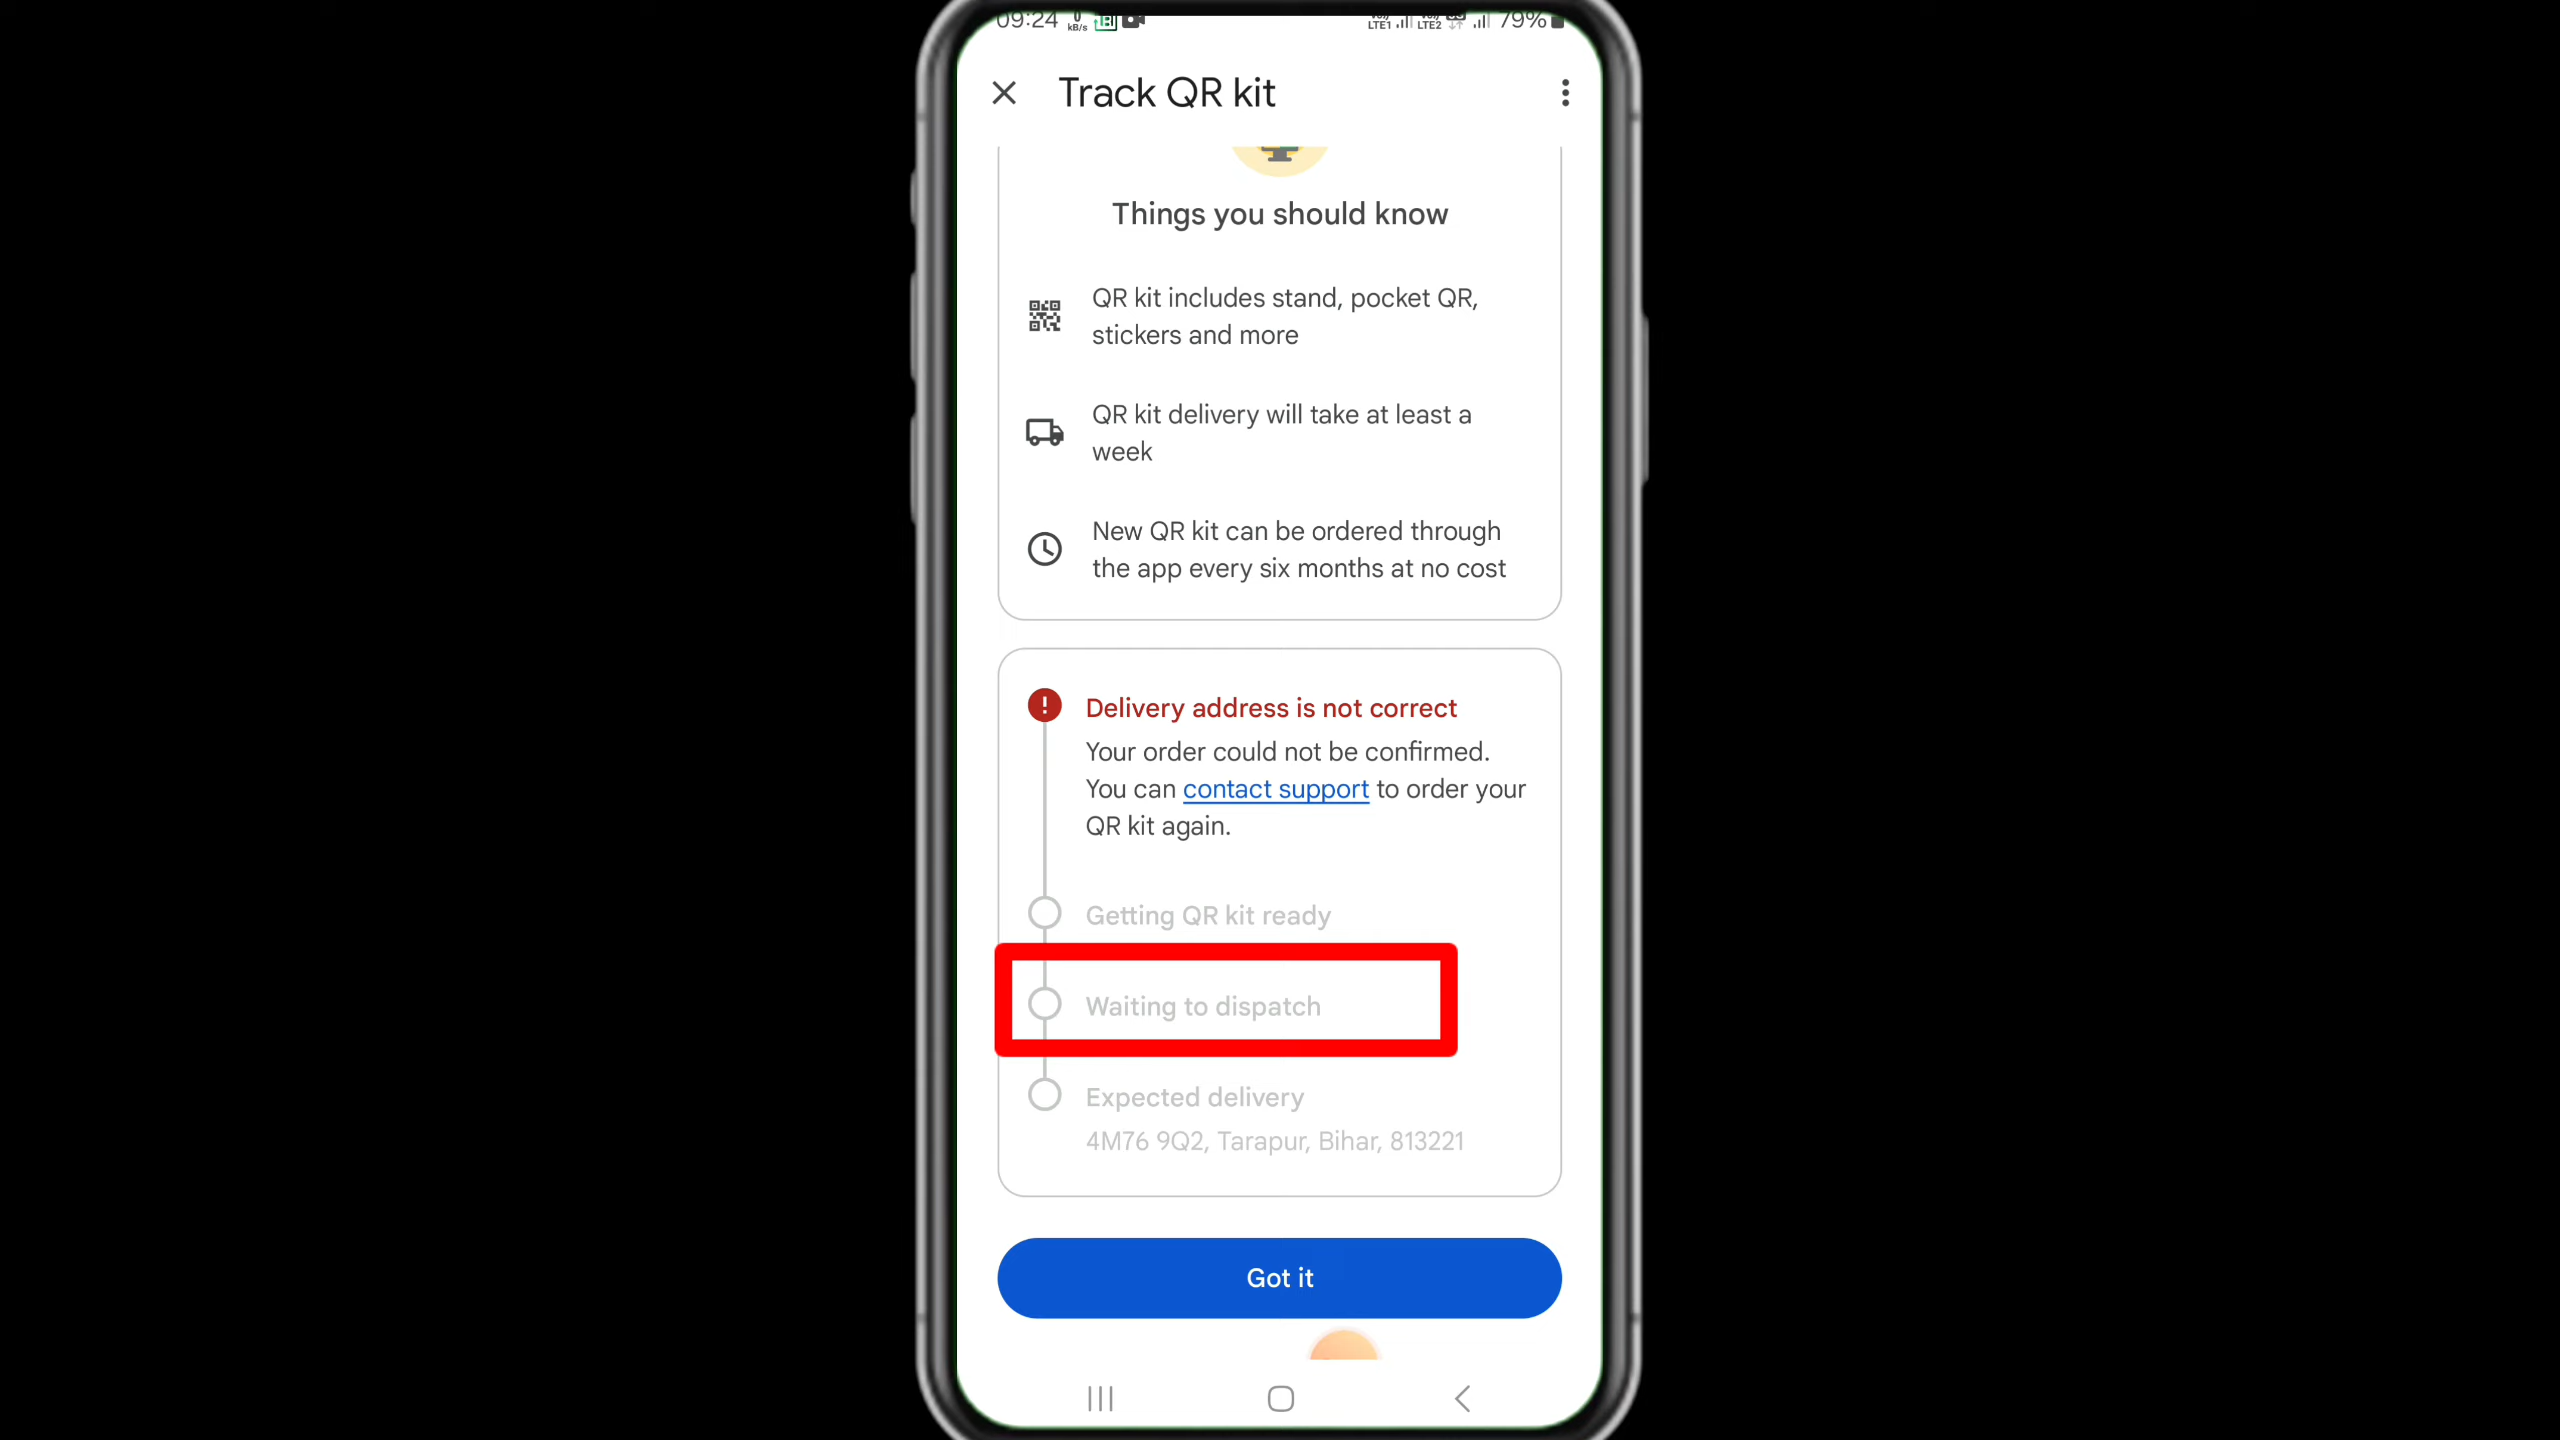 09:24 0 kB/s LTE1 LTE2 79%
Track QR kit
Things you should know
QR kit includes stand, pocket QR,
stickers and more
QR kit delivery will take at least a
week
New QR kit can be ordered through
the app every six months at no cost
Delivery address is not correct
Your order could not be confirmed.
You can contact support to order your
QR kit again.
Getting QR kit ready
Waiting to dispatch
Expected delivery
4M76 9Q2, Tarapur, Bihar, 813221
Got it